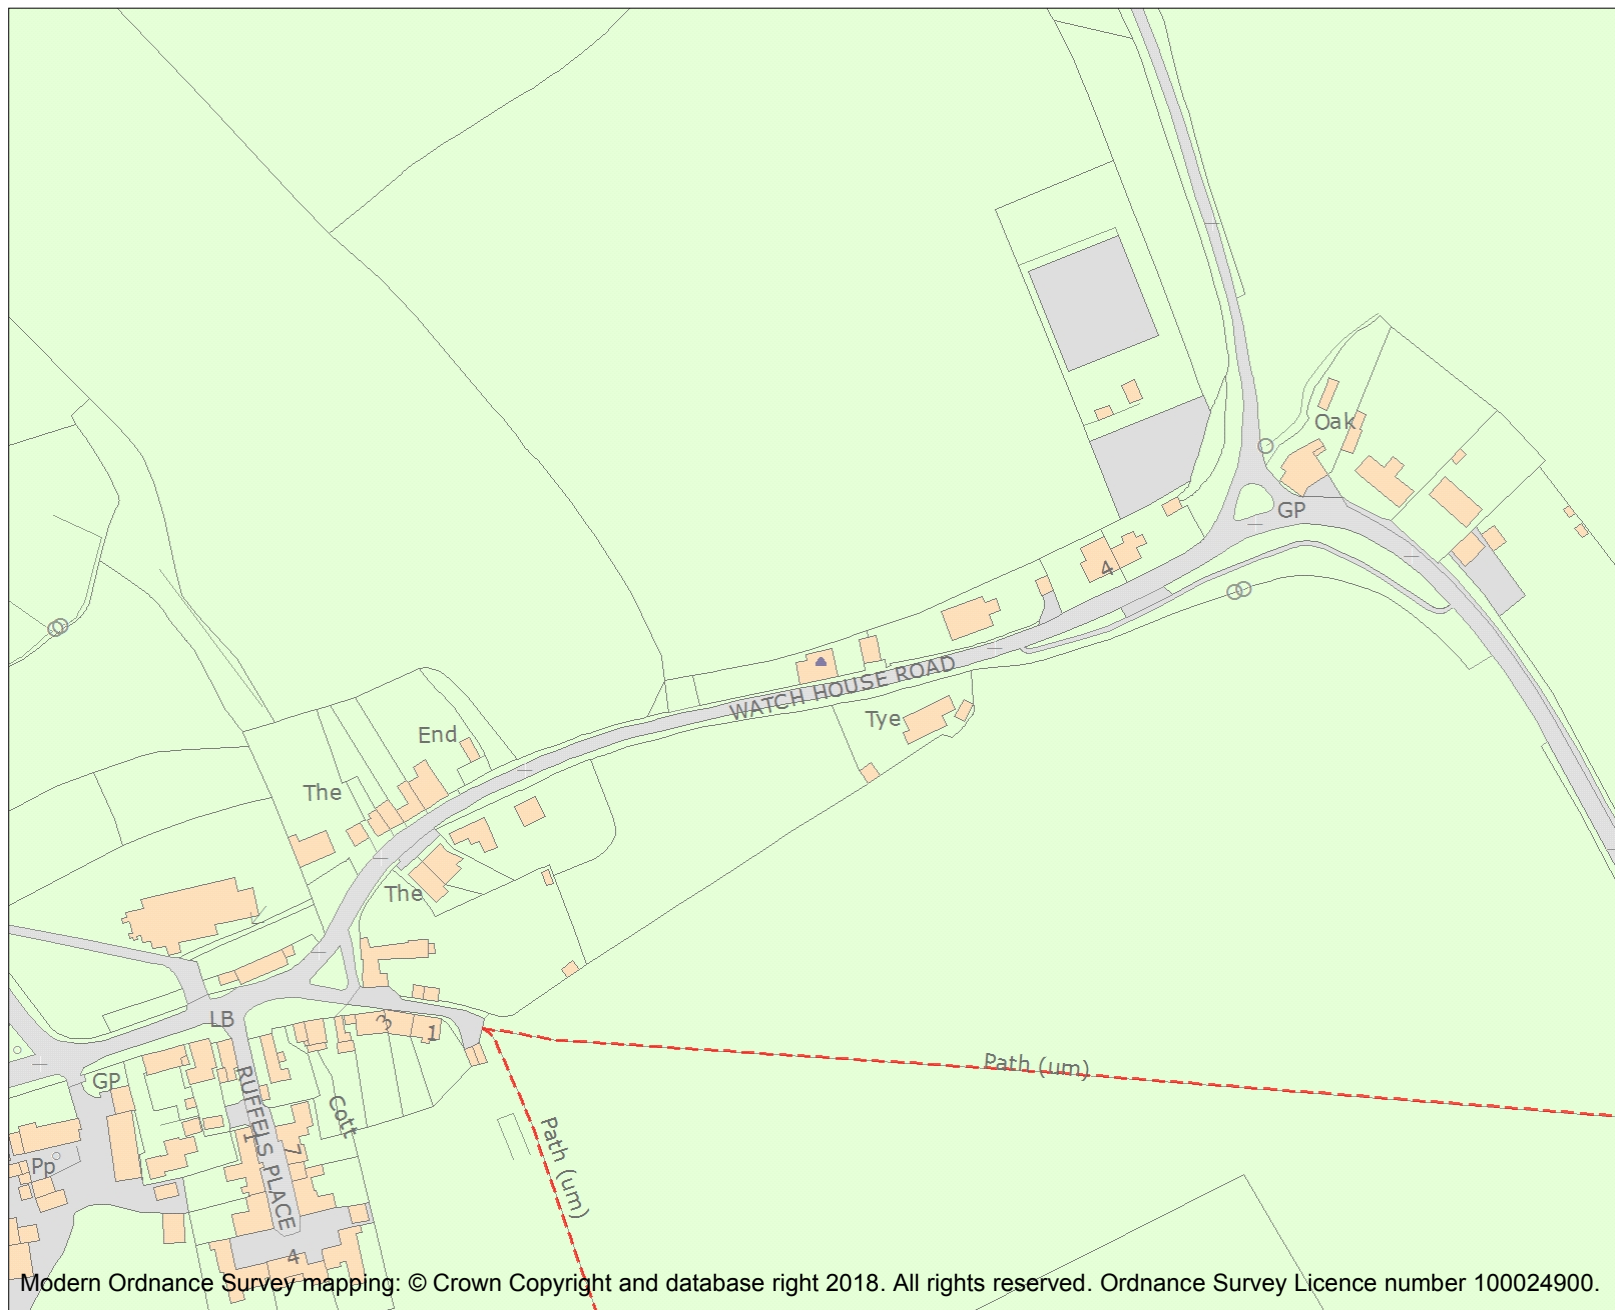 Oak
GP
4
WATCH HOUSE ROAD
Tye
End
The
The
LB
3
1
GP
RUFFELS PLACE
Cott
Path (um)
Path (um)
1
7
Pp
4
Modern Ordnance Survey mapping: © Crown Copyright and database right 2018. All rights reserved. Ordnance Survey Licence number 100024900.